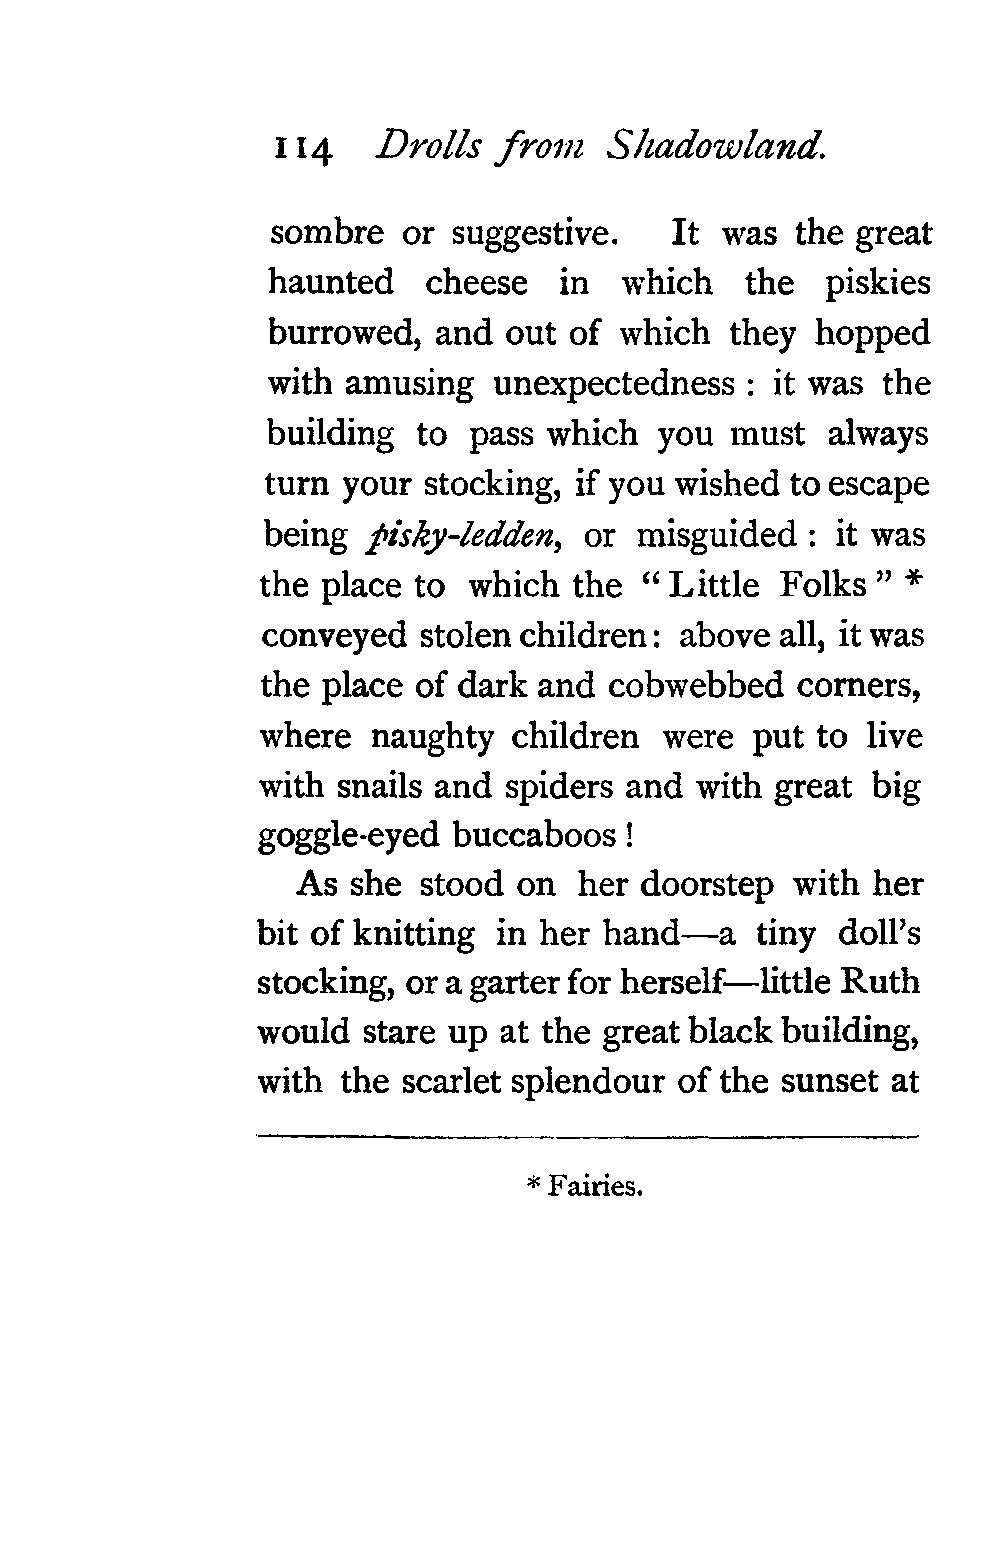 114 Drolls from Shadowland.
sombre or suggestive. It was the great
haunted cheese in which the piskies
burrowed, and out of which they hopped
with amusing unexpectedness : it was the
building to pass which you must always
turn your stocking, if you wished to escape
being pisky-ledden, or misguided : it was
the place to which the “ Little Folks ” *
conveyed stolen children : above all, it was
the place of dark and cobwebbed corners,
where naughty children were put to live
with snails and spiders and with great big
goggle-eyed buccaboos !
As she stood on her doorstep with her
bit of knitting in her hand—a tiny doll’s
stocking, or a garter for herself—little Ruth
would stare up at the great black building,
with the scarlet splendour of the sunset at
* Fairies.